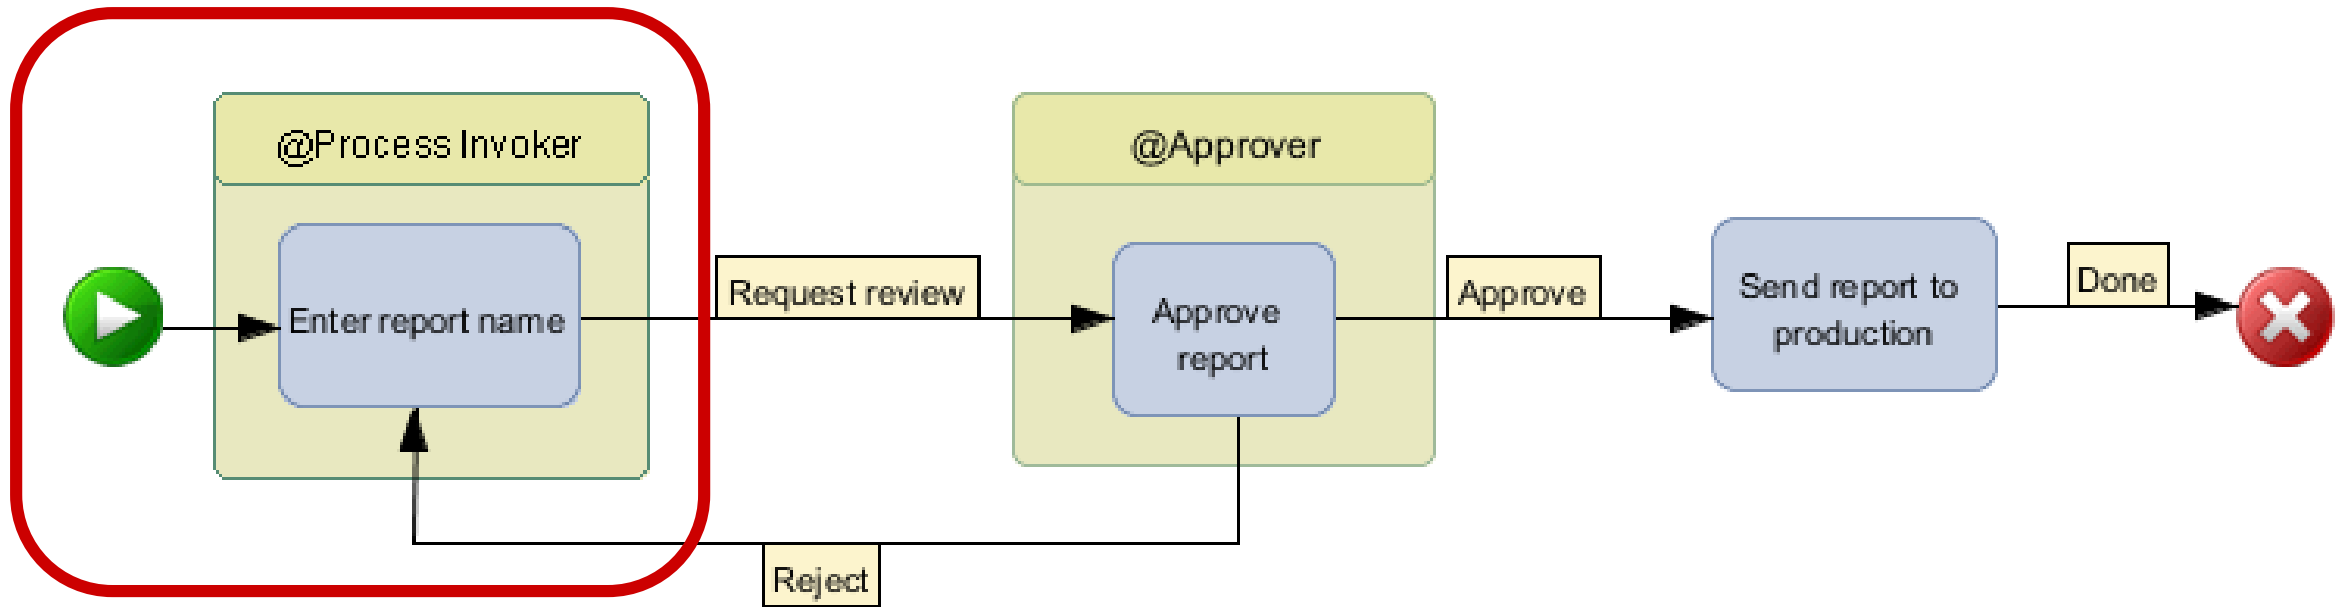 @Process Invoker
@Approver
Enter report name
Request review
Approve
report
Approve
Send report to
production
Done
Reject